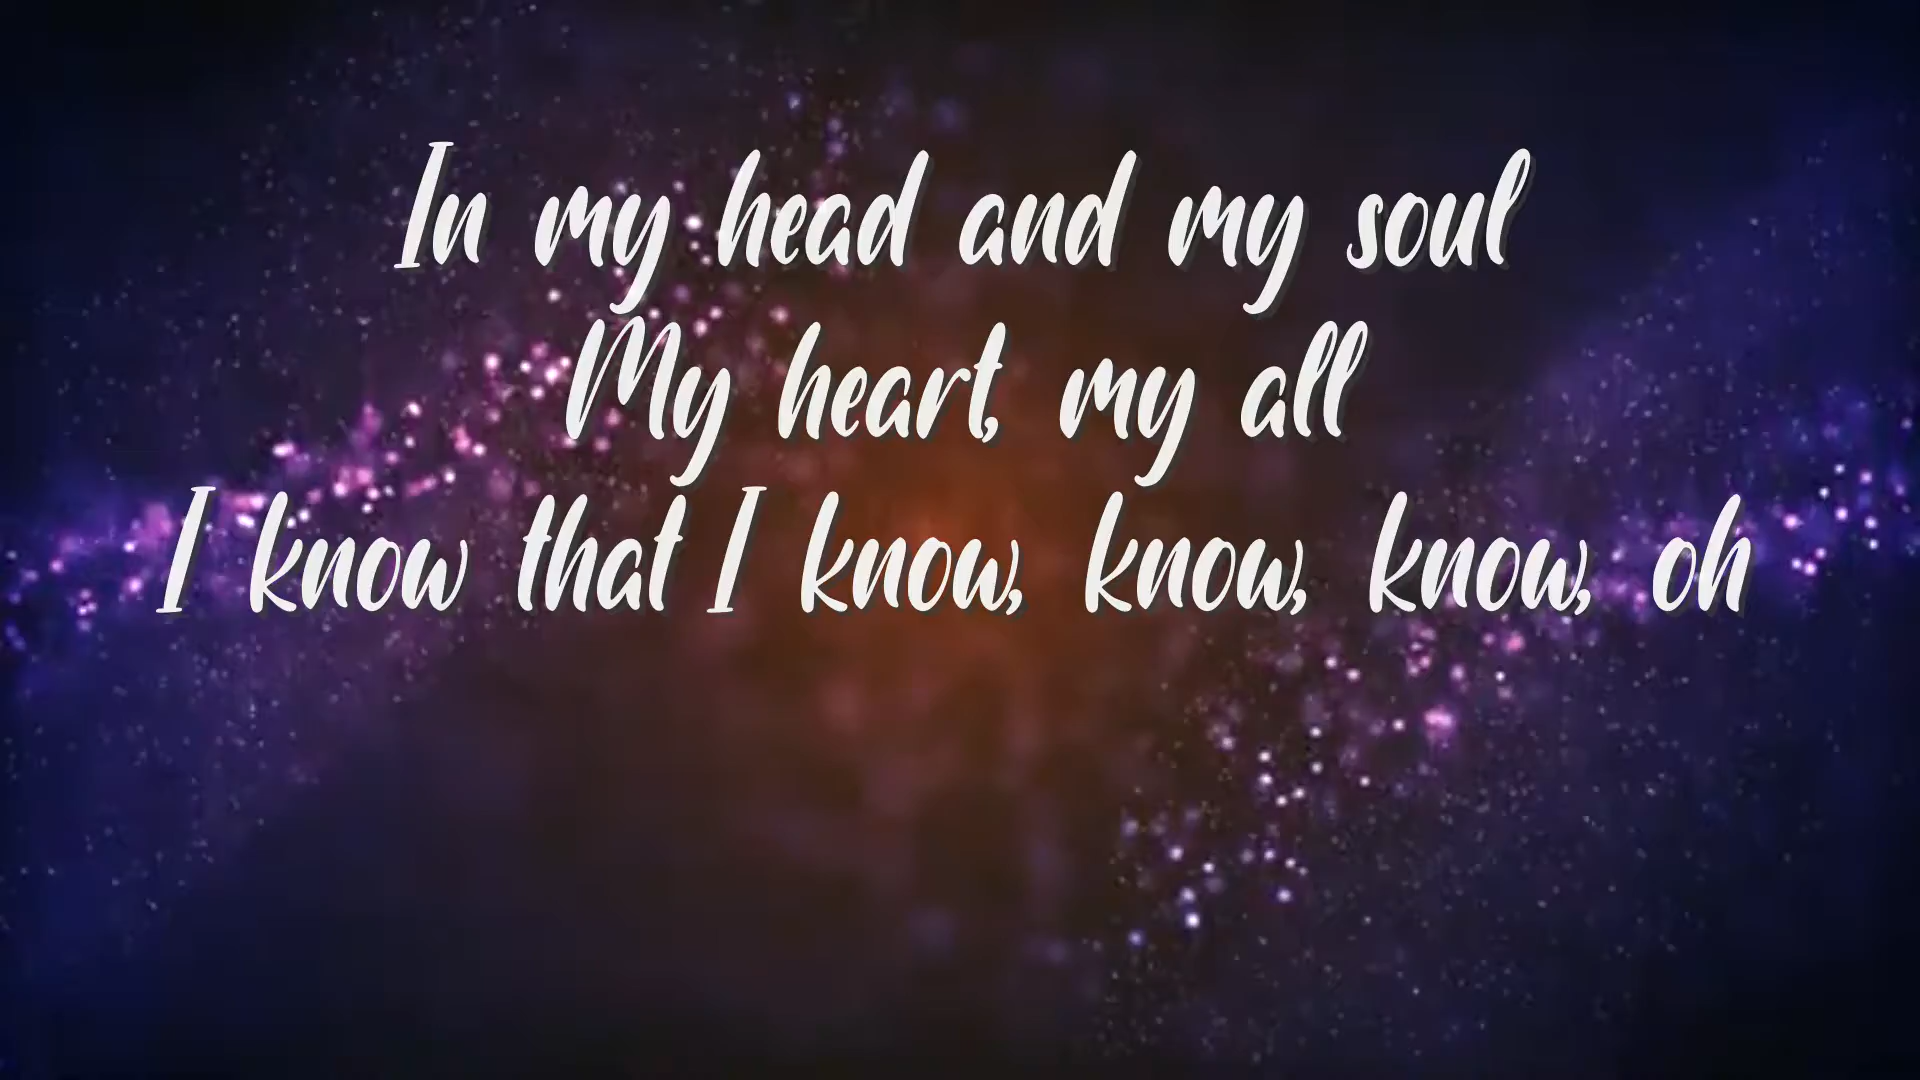 In my head and my soul
My heart, my all
I know that I know, know, know, oh